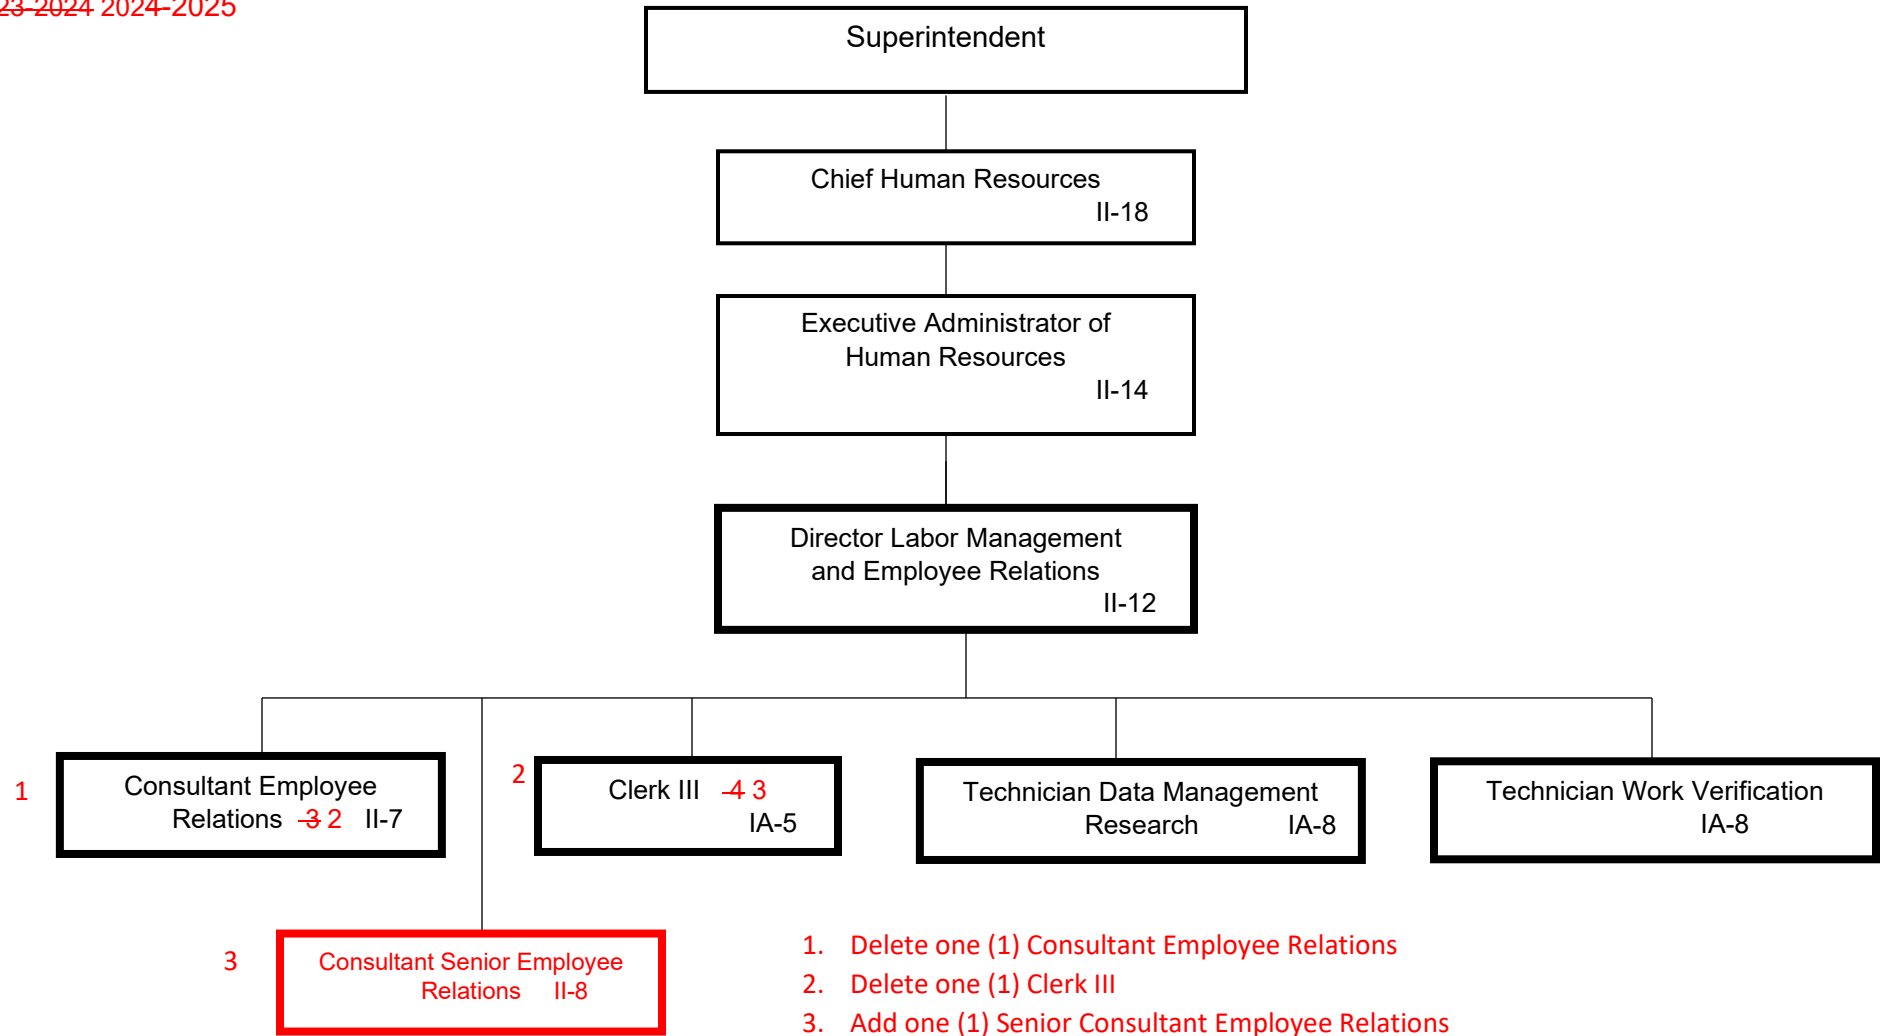 23-2024 2024-2025
Superintendent
Chief Human Resources
II-18
Executive Administrator of
Human Resources
II-14
Director Labor Management
and Employee Relations
II-12
1
Consultant Employee
Relations 3 2 II-7
2
Clerk III 4 3
IA-5
Technician Data Management
Research IA-8
Technician Work Verification
IA-8
3
Consultant Senior Employee
Relations II-8
1. Delete one (1) Consultant Employee Relations
2. Delete one (1) Clerk III
3. Add one (1) Senior Consultant Employee Relations